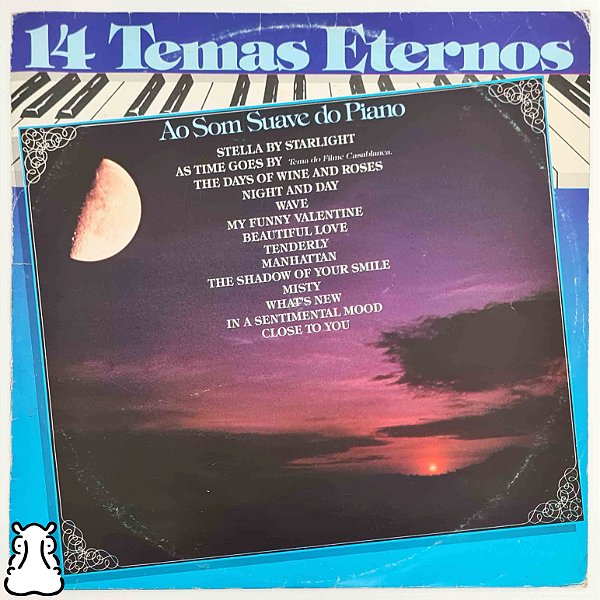 14 Temas Eternos
Ao Som Suave do Piano
STELLA BY STARLIGHT
AS TIME GOES BY Tema do Filme Casablanca.
THE DAYS OF WINE AND ROSES
NIGHT AND DAY
WAVE
MY FUNNY VALENTINE
BEAUTIFUL LOVE
TENDERLY
MANHATTAN
THE SHADOW OF YOUR SMILE
MISTY
WHAT'S NEW
IN A SENTIMENTAL MOOD
CLOSE TO YOU